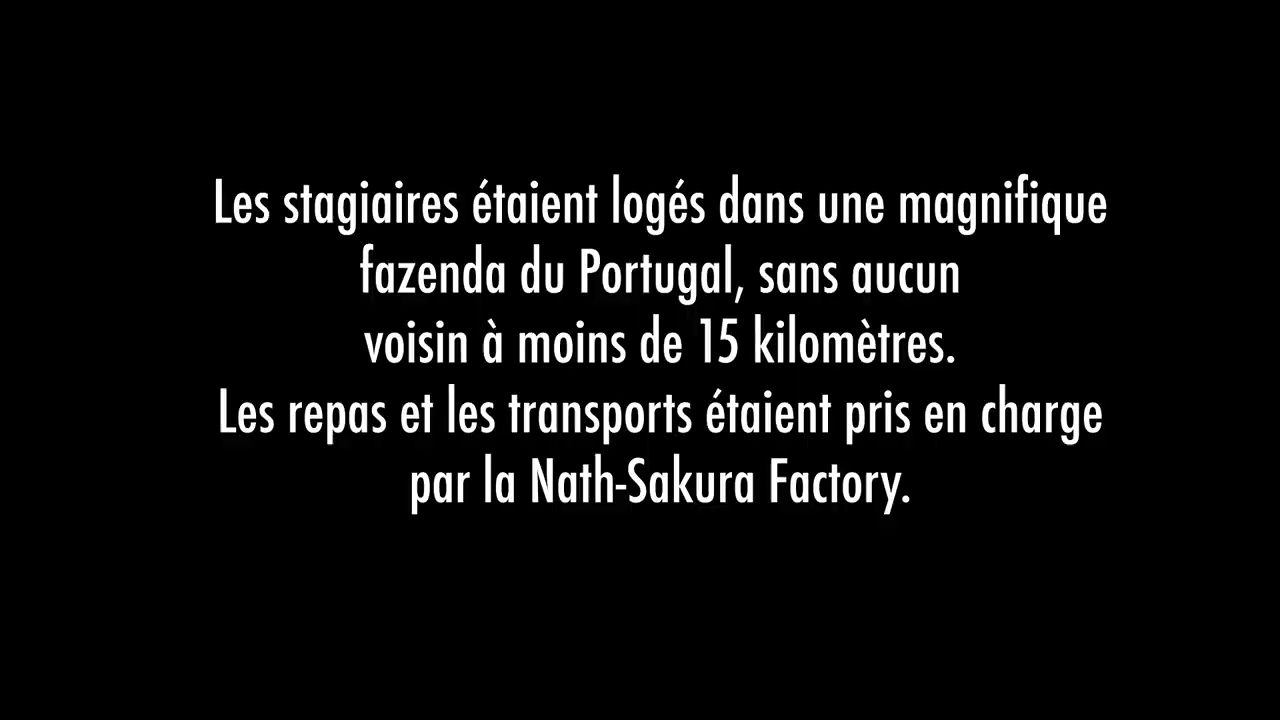 Les stagiaires étaient logés dans une magnifique
fazenda du Portugal, sans aucun
voisin à moins de 15 kilomètres.
Les repas et les transports étaient pris en charge
par la Nath-Sakura Factory.